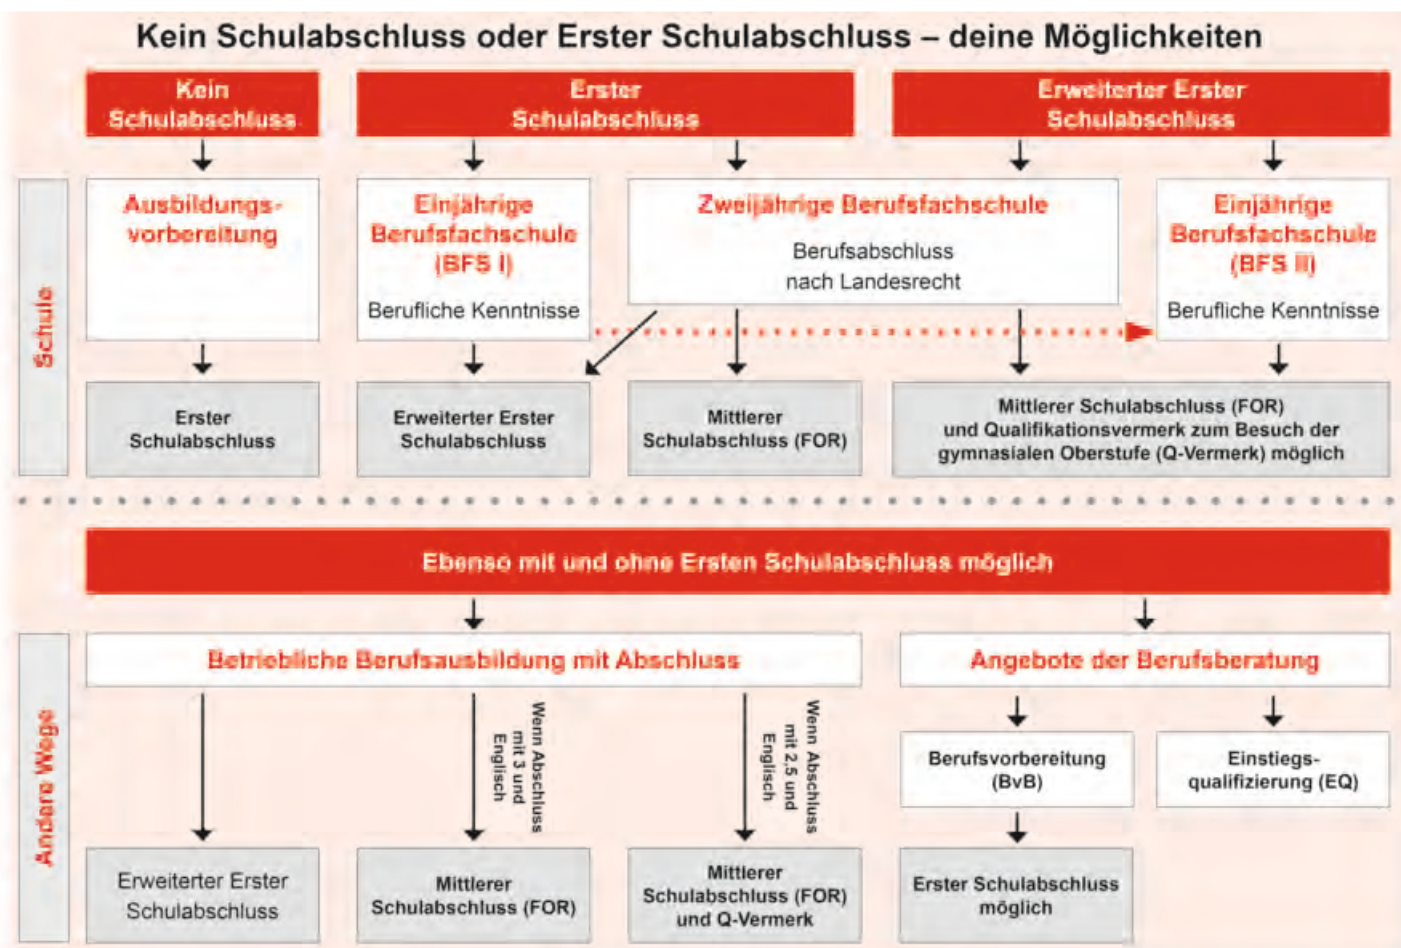 Kein Schulabschluss oder Erster Schulabschluss – deine Möglichkeiten
Kein
Schulabschluss
Erster
Schulabschluss
Erweiterter Erster
Schulabschluss
Schule
Ausbildungs-
vorbereitung
Einjährige
Berufsfachschule
(BFS I)
Berufliche Kenntnisse
Zweijährige Berufsfachschule
Berufsabschluss
nach Landesrecht
Einjährige
Berufsfachschule
(BFS II)
Berufliche Kenntnisse
Erster
Schulabschluss
Erweiterter Erster
Schulabschluss
Mittlerer
Schulabschluss (FOR)
Mittlerer Schulabschluss (FOR)
und Qualifikationsvermerk zum Besuch der
gymnasialen Oberstufe (Q-Vermerk) möglich
Ebenso mit und ohne Ersten Schulabschluss möglich
Andere Wege
Betriebliche Berufsausbildung mit Abschluss
Angebote der Berufsberatung
Wenn Abschluss
mit 3 und
Englisch
Wenn Abschluss
mit 2,5 und
Englisch
Berufsvorbereitung
(BvB)
Einstiegs-
qualifizierung (EQ)
Erweiterter Erster
Schulabschluss
Mittlerer
Schulabschluss (FOR)
Mittlerer
Schulabschluss (FOR)
und Q-Vermerk
Erster Schulabschluss
möglich